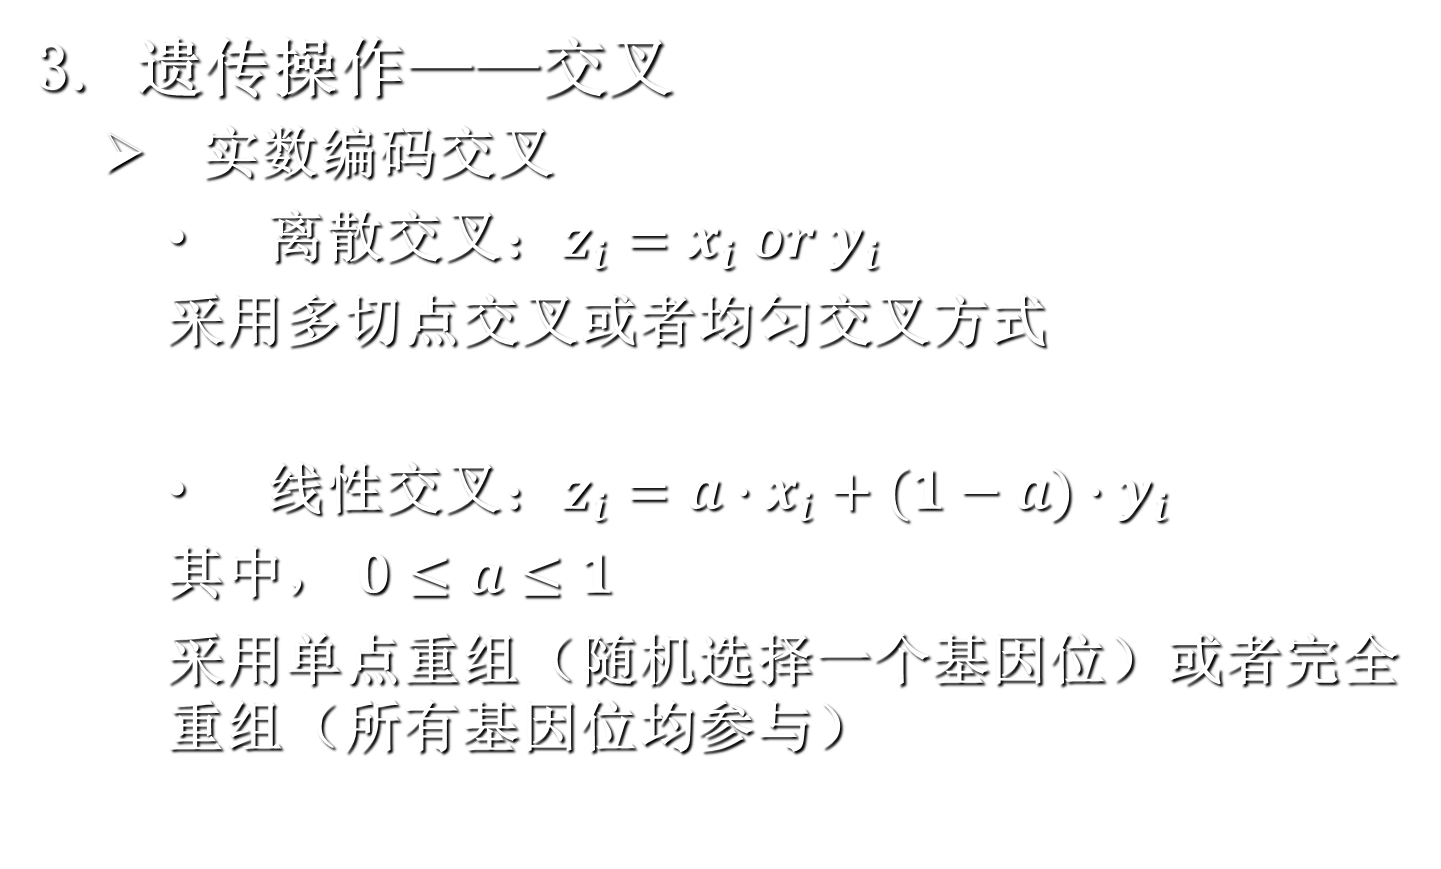 3. 遗传操作——交叉
➢ 实数编码交叉
• 离散交叉：z_i = x_i or y_i
采用多切点交叉或者均匀交叉方式
• 线性交叉：z_i = a · x_i + (1 − a) · y_i
其中， 0 ≤ a ≤ 1
采用单点重组（随机选择一个基因位）或者完全
重组（所有基因位均参与）